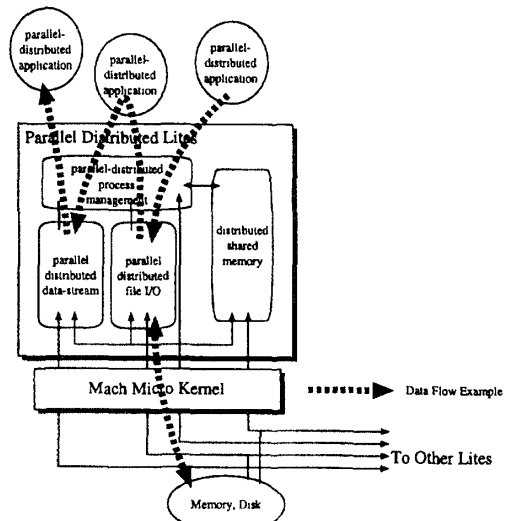 parallel-
distributed
application
parallel-
distributed
application
parallel-
distributed
application
Parallel Distributed Lites
parallel-distributed
process
management
distributed
shared
memory
parallel
distributed
data-stream
parallel
distributed
file I/O
Mach Micro Kernel
Data Flow Example
To Other Lites
Memory, Disk